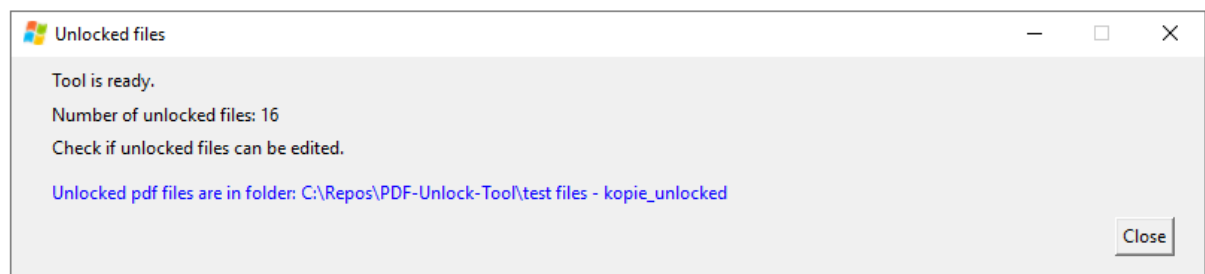 Unlocked files
Tool is ready.
Number of unlocked files: 16
Check if unlocked files can be edited.
Unlocked pdf files are in folder: C:\Repos\PDF-Unlock-Tool\test files - kopie_unlocked
Close